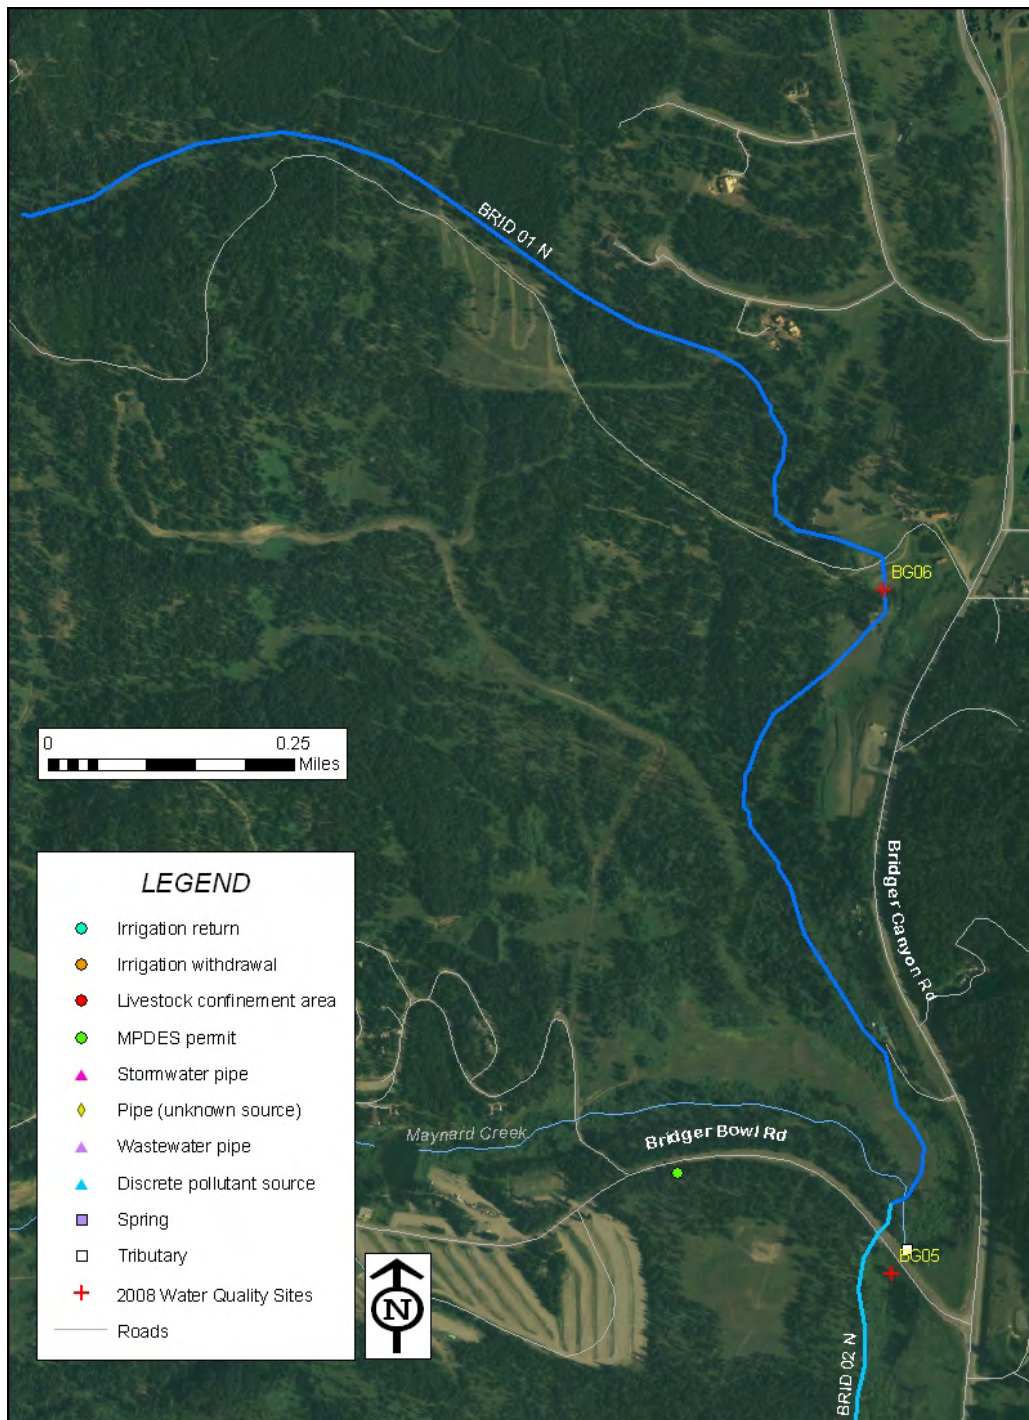 BRID 01 N
BG06
0 0.25
Miles
Bridger Canyon Rd
LEGEND
Irrigation return
Irrigation withdrawal
Livestock confinement area
MPDES permit
Stormwater pipe
Pipe (unknown source)
Wastewater pipe
Discrete pollutant source
Spring
Tributary
2008 Water Quality Sites
Roads
Maynard Creek
Bridger Bowl Rd
BG05
N
BRID 02 N